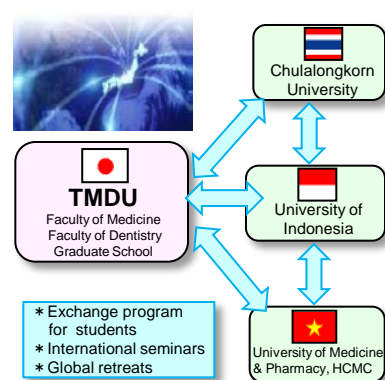 Chulalongkorn
University
TMDU
Faculty of Medicine
Faculty of Dentistry
Graduate School
University of
Indonesia
* Exchange program
for students
* International seminars
* Global retreats
University of Medicine
& Pharmacy, HCMC